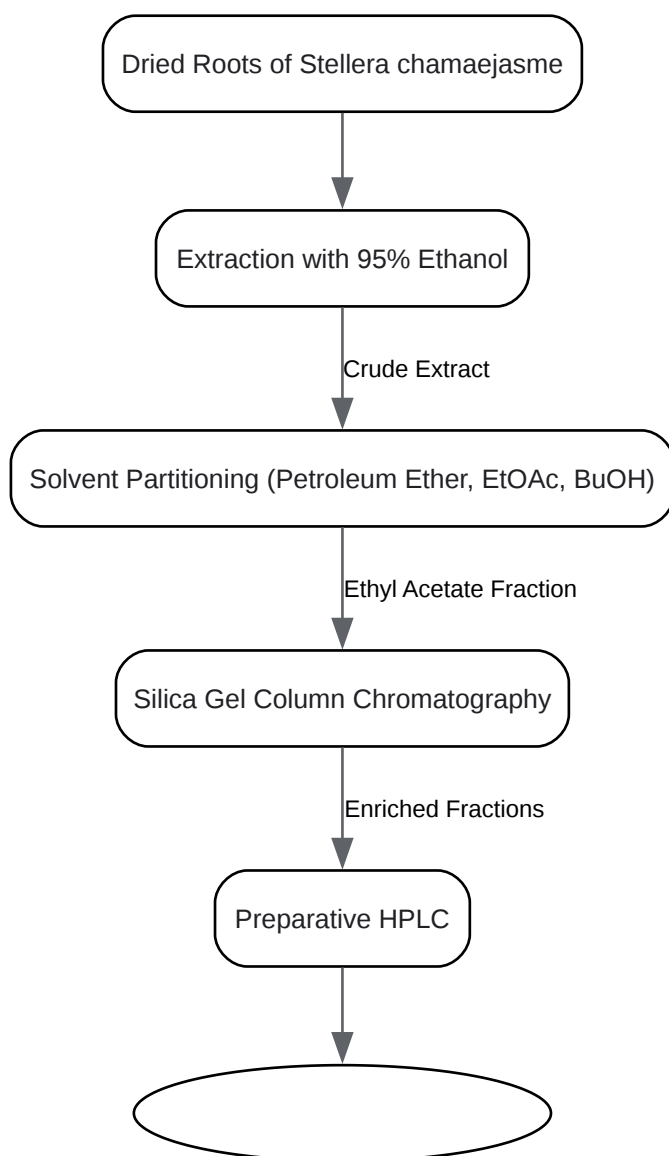 Dried Roots of Stellera chamaejasme
Extraction with 95% Ethanol
Crude Extract
Solvent Partitioning (Petroleum Ether, EtOAc, BuOH)
Ethyl Acetate Fraction
Silica Gel Column Chromatography
Enriched Fractions
Preparative HPLC